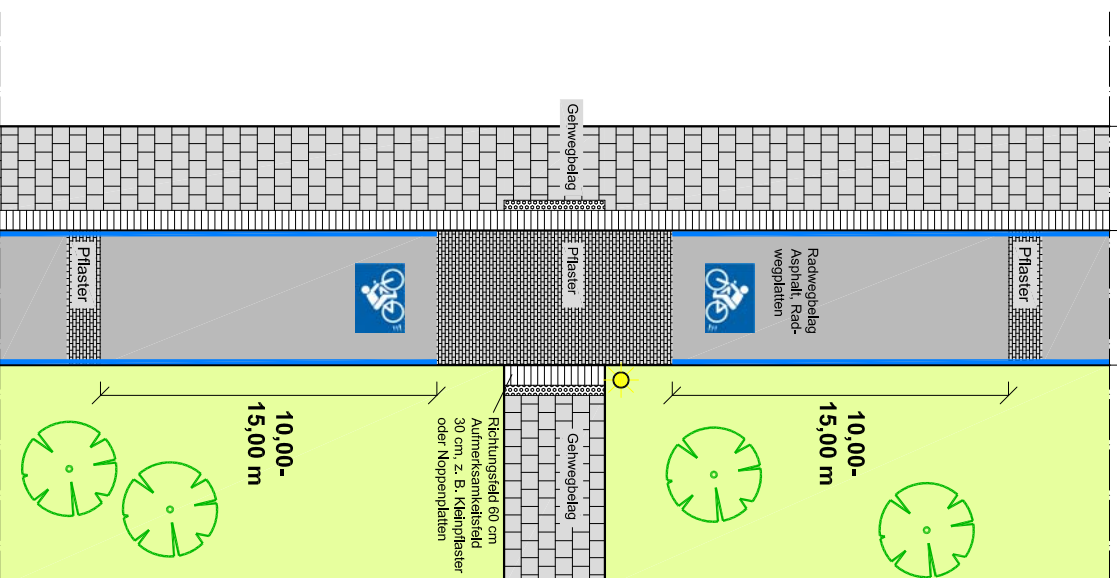 Gehwegbelag
Pflaster
Pflaster
Radwegbelag
Asphalt, Rad-
wegplatten
Pflaster
10,00-
15,00 m
Richtungsfeld 60 cm
Aufmerksamkeitsfeld
30 cm, z. B. Kleinpflaster
oder Noppenplatten
Gehwegbelag
10,00-
15,00 m